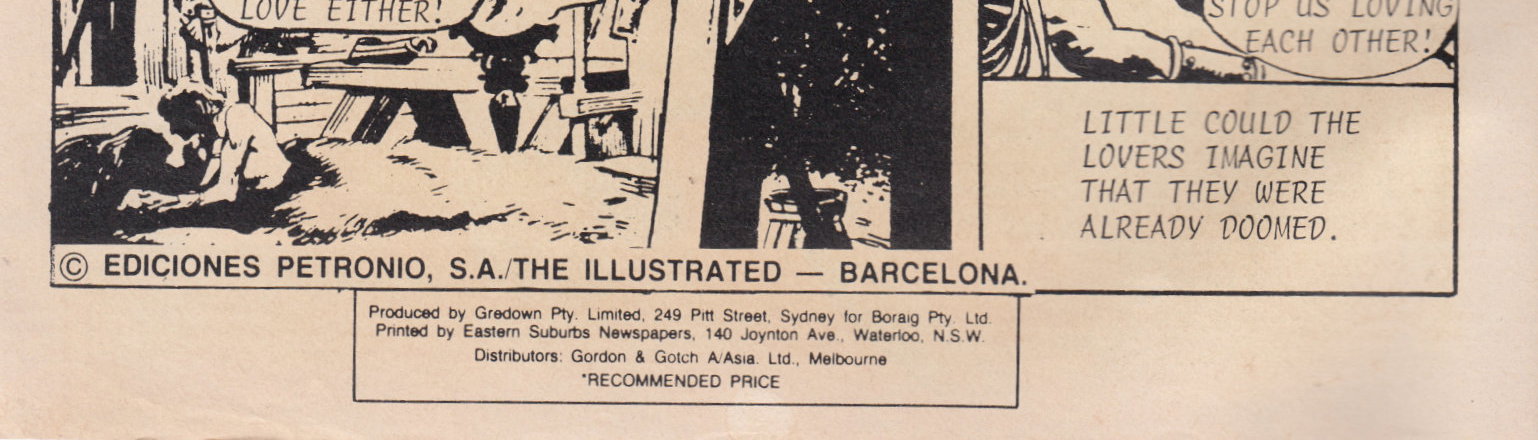 LOVE EITHER!
STOP US LOVING
EACH OTHER!
LITTLE COULD THE
LOVERS IMAGINE
THAT THEY WERE
ALREADY DOOMED.
© EDICIONES PETRONIO, S.A./THE ILLUSTRATED — BARCELONA.
Produced by Gredown Pty. Limited, 249 Pitt Street, Sydney for Boraig Pty. Ltd.
Printed by Eastern Suburbs Newspapers, 140 Joynton Ave., Waterloo, N.S.W.
Distributors: Gordon & Gotch A/Asia. Ltd., Melbourne
*RECOMMENDED PRICE